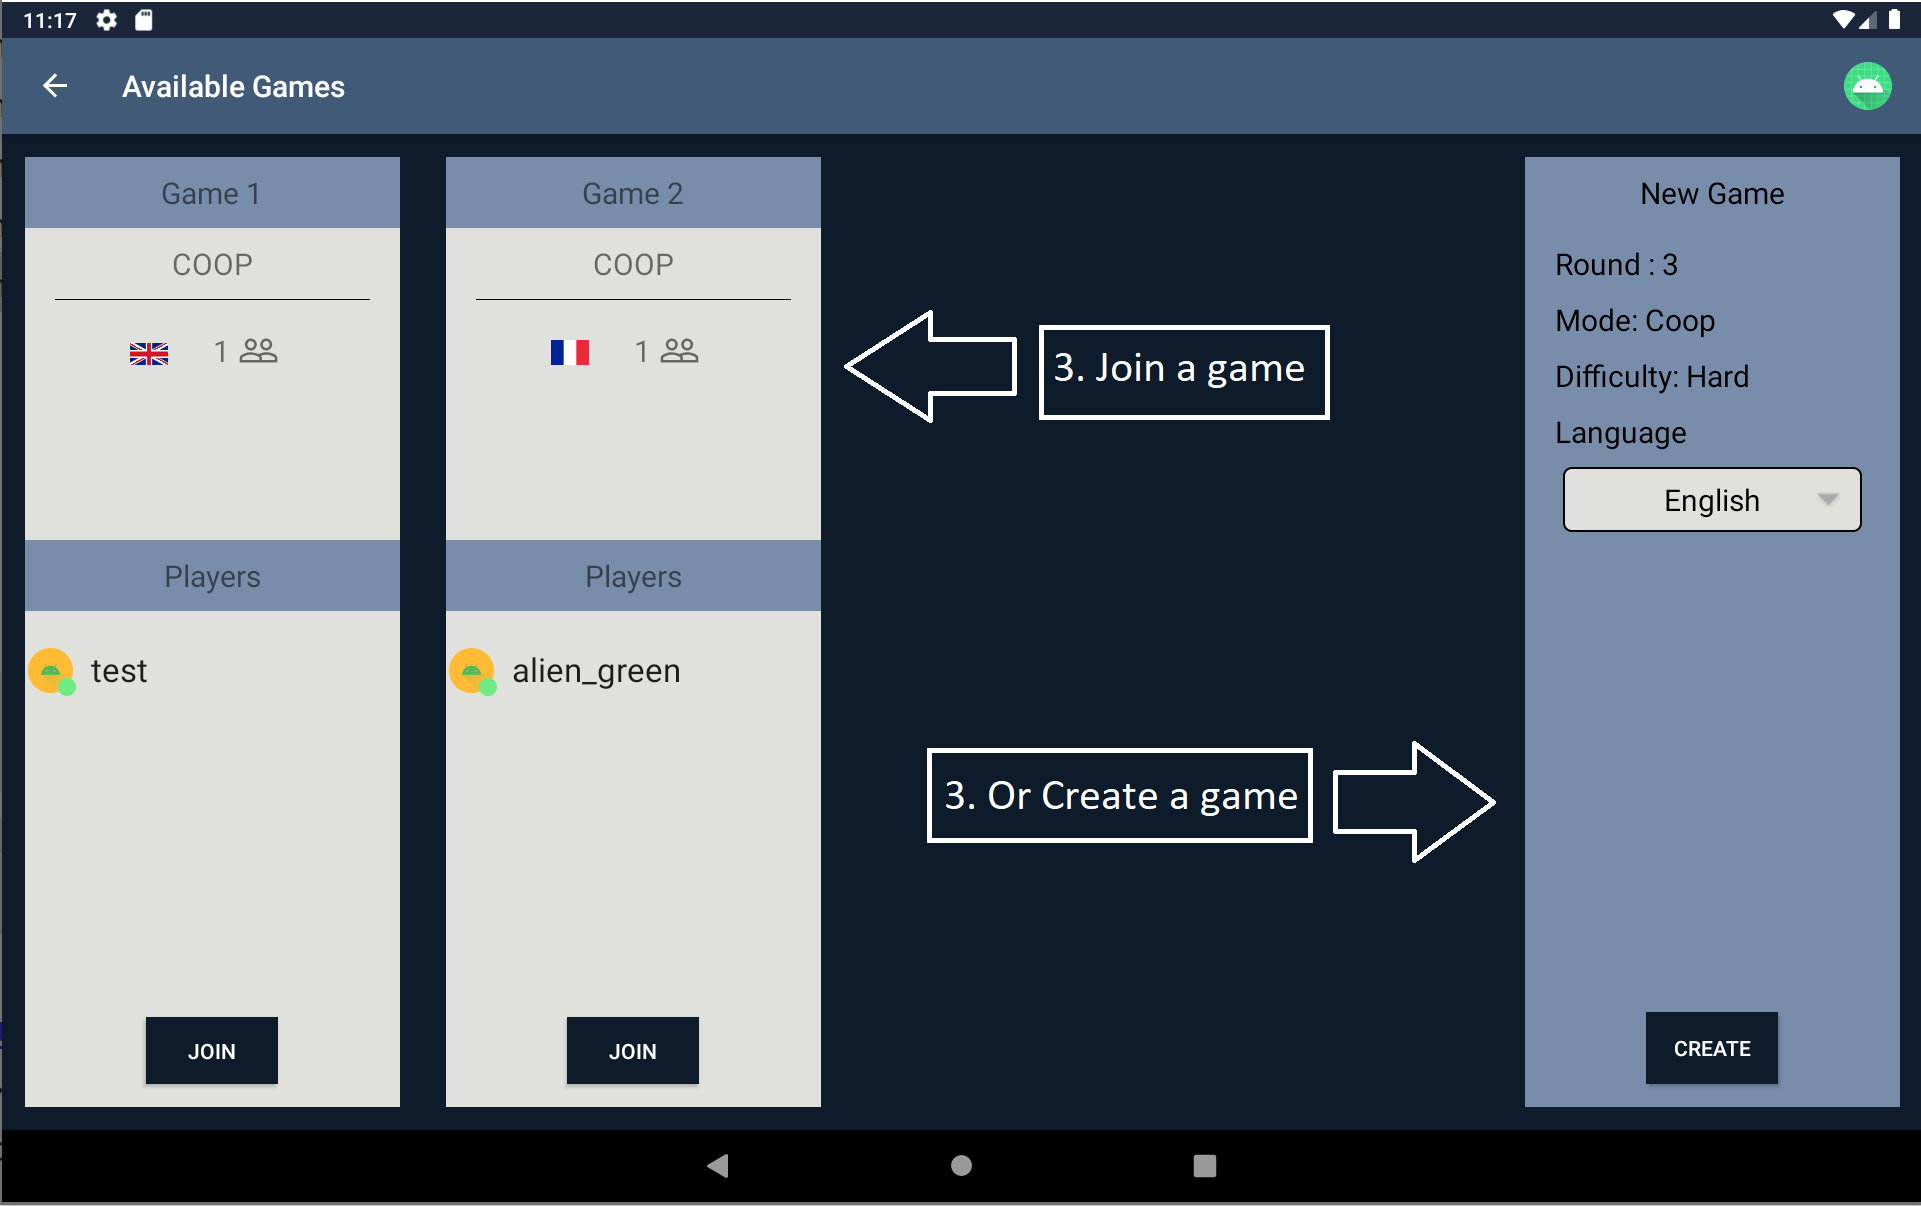 11:17
Available Games
Game 1
COOP
1
Players
test
JOIN
Game 2
COOP
1
Players
alien_green
JOIN
3. Join a game
3. Or Create a game
New Game
Round : 3
Mode: Coop
Difficulty: Hard
Language
English
CREATE